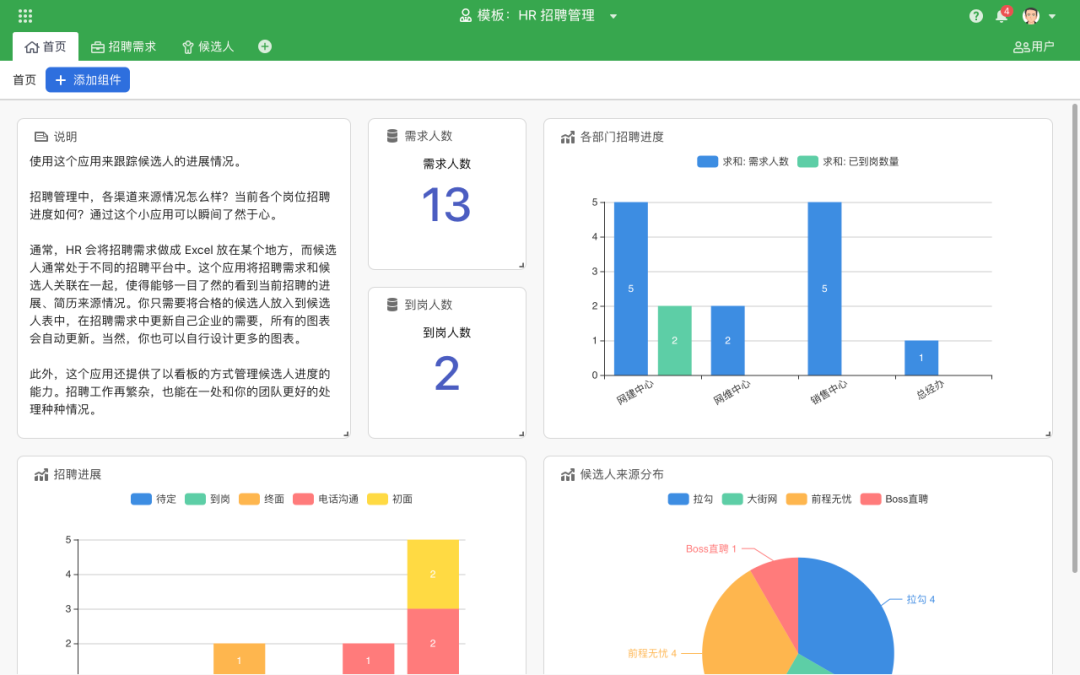 模板：HR 招聘管理
4
首页
招聘需求
候选人
用户
首页
添加组件
说明
使用这个应用来跟踪候选人的进展情况。
招聘管理中，各渠道来源情况怎么样？当前各个岗位招聘
进度如何？通过这个小应用可以瞬间了然于心。
通常，HR 会将招聘需求做成 Excel 放在某个地方，而候选
人通常处于不同的招聘平台中。这个应用将招聘需求和候
选人关联在一起，使得能够一目了然的看到当前招聘的进
展、简历来源情况。你只需要将合格的候选人放入到候选
人表中，在招聘需求中更新自己企业的需要，所有的图表
会自动更新。当然，你也可以自行设计更多的图表。
此外，这个应用还提供了以看板的方式管理候选人进度的
能力。招聘工作再繁杂，也能在一处和你的团队更好的处
理种种情况。
需求人数
需求人数
13
到岗人数
到岗人数
2
各部门招聘进度
求和: 需求人数
求和: 已到岗数量
5
4
3
2
1
0
5
2
2
5
1
网建中心
网维中心
销售中心
总经办
招聘进展
待定
到岗
终面
电话沟通
初面
5
4
3
2
2
2
1
1
候选人来源分布
拉勾
大街网
前程无忧
Boss直聘
Boss直聘 1
拉勾 4
前程无忧 4